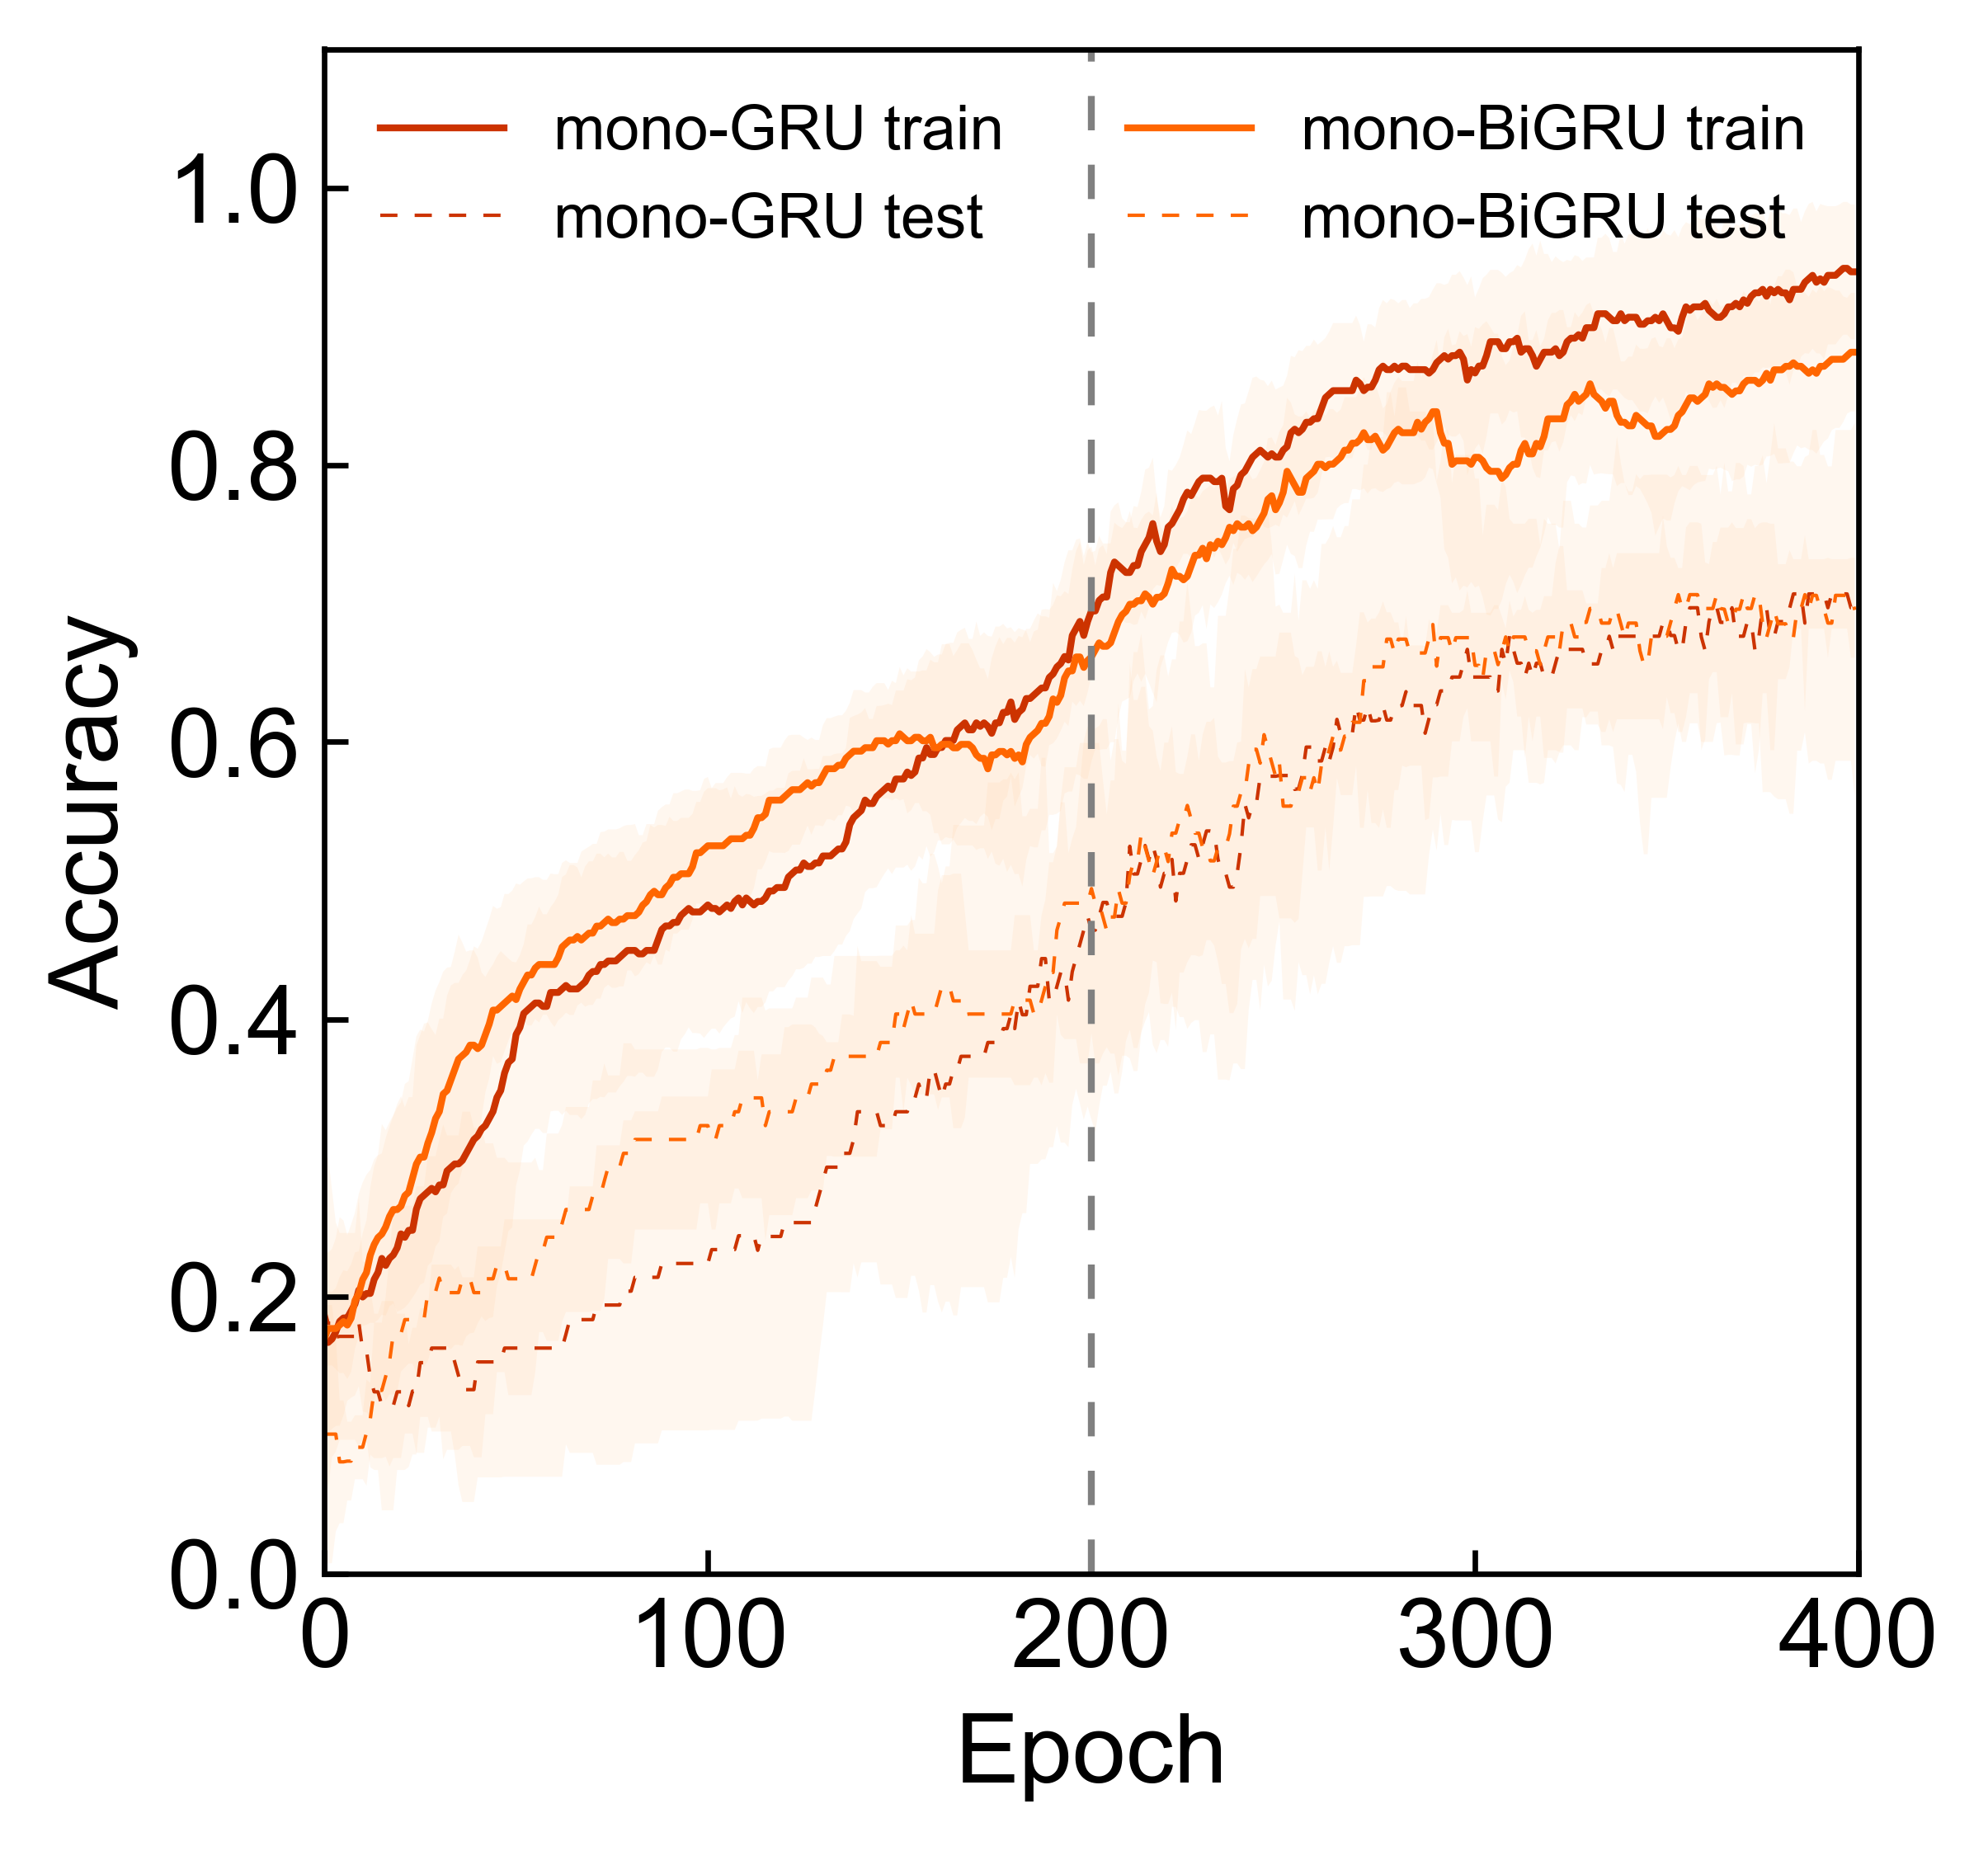 mono-GRU train
mono-GRU test
mono-BiGRU train
mono-BiGRU test
1.0
0.8
0.6
0.4
0.2
0.0
Accuracy
0 100 200 300 400
Epoch